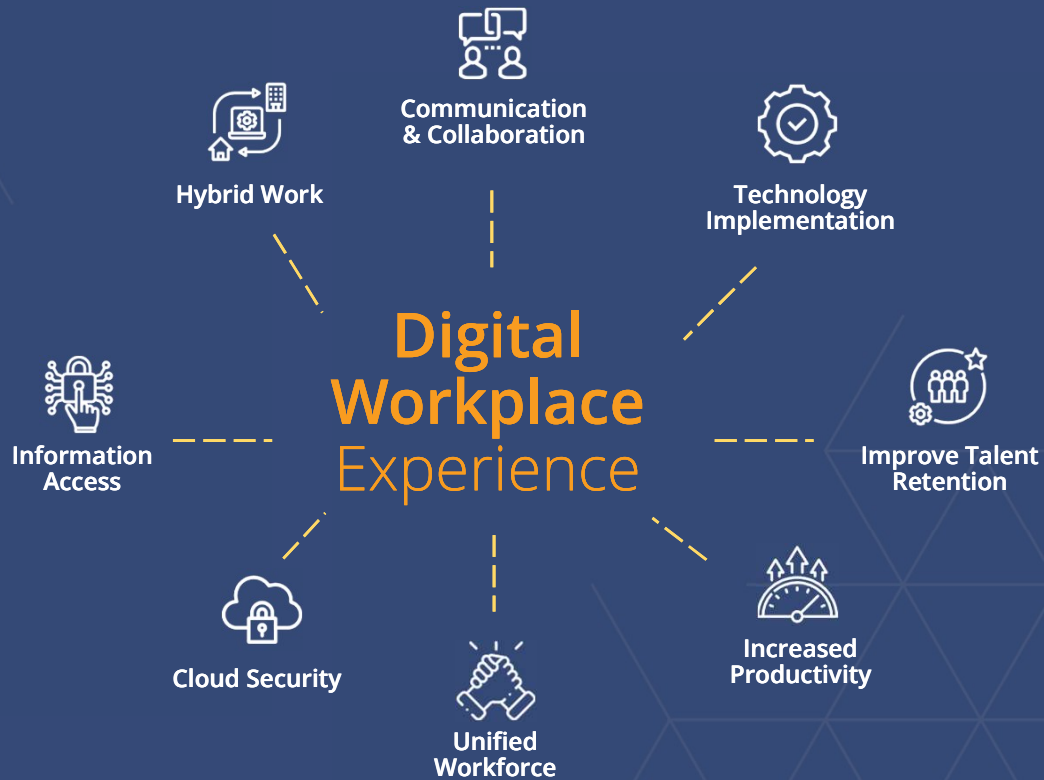 Communication
& Collaboration
Hybrid Work
Technology
Implementation
Digital
Workplace
Experience
Information
Access
Improve Talent
Retention
Cloud Security
Increased
Productivity
Unified
Workforce